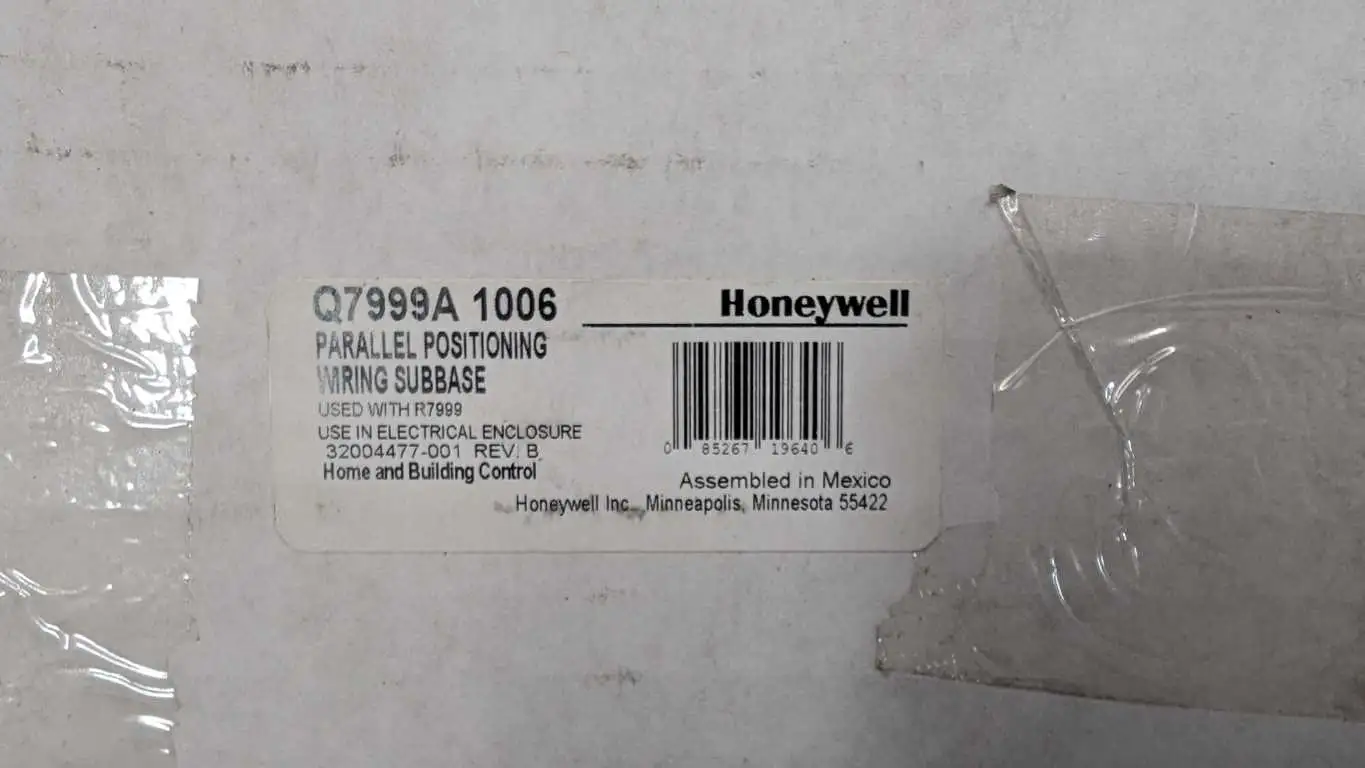 Q7999A 1006
Honeywell
PARALLEL POSITIONING
WIRING SUBBASE
USED WITH R7999
USE IN ELECTRICAL ENCLOSURE
32004477-001 REV. B
Home and Building Control
0 85267 19640 6
Assembled in Mexico
Honeywell Inc. Minneapolis, Minnesota 55422